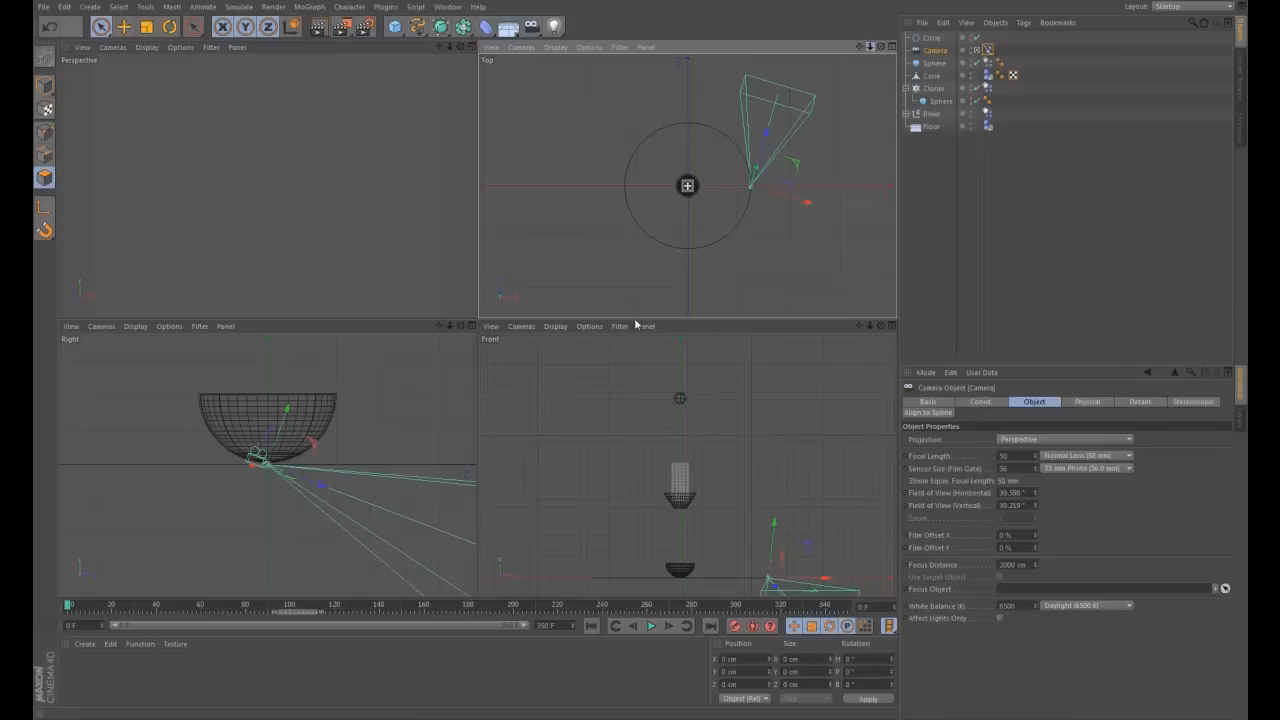 File Edit Create Select Tools Mesh Animate Simulate Render MoGraph Character Plugins Script Window Help Layout: Startup
File Edit View Objects Tags Bookmarks
View Cameras Display Options Filter Panel
View Cameras Display Options Filter Panel
Perspective
Top
Circle
Camera
Sphere
Cone
Cloner
Sphere
Bowl
Floor
View Cameras Display Options Filter Panel
View Cameras Display Options Filter Panel
Right
Front
Mode Edit User Data
Camera Object [Camera]
Basic Coord. Object Physical Details Stereoscopic
Align to Spline
Object Properties
Projection Perspective
Focal Length 50 Normal Lens (50 mm)
Sensor Size (Film Gate) 36 35 mm Photo (36.0 mm)
35mm Equiv. Focal Length: 50 mm
Field of View (Horizontal) 39.598 °
Field of View (Vertical) 30.219 °
Zoom 1
Film Offset X 0 %
Film Offset Y 0 %
Focus Distance 2000 cm
Use Target Object
Focus Object
White Balance (K) 6500 Daylight (6500 K)
Affect Lights Only
0 20 40 60 80 100 120 140 160 180 200 220 240 260 280 300 320 340 0 F
0 F 0 F 350 F 350 F
Create Edit Function Texture
Position Size Rotation
X 0 cm X 0 cm H 0 °
Y 0 cm Y 0 cm P 0 °
Z 0 cm Z 0 cm B 0 °
Object (Rel) Size Apply
MAXON
CINEMA 4D